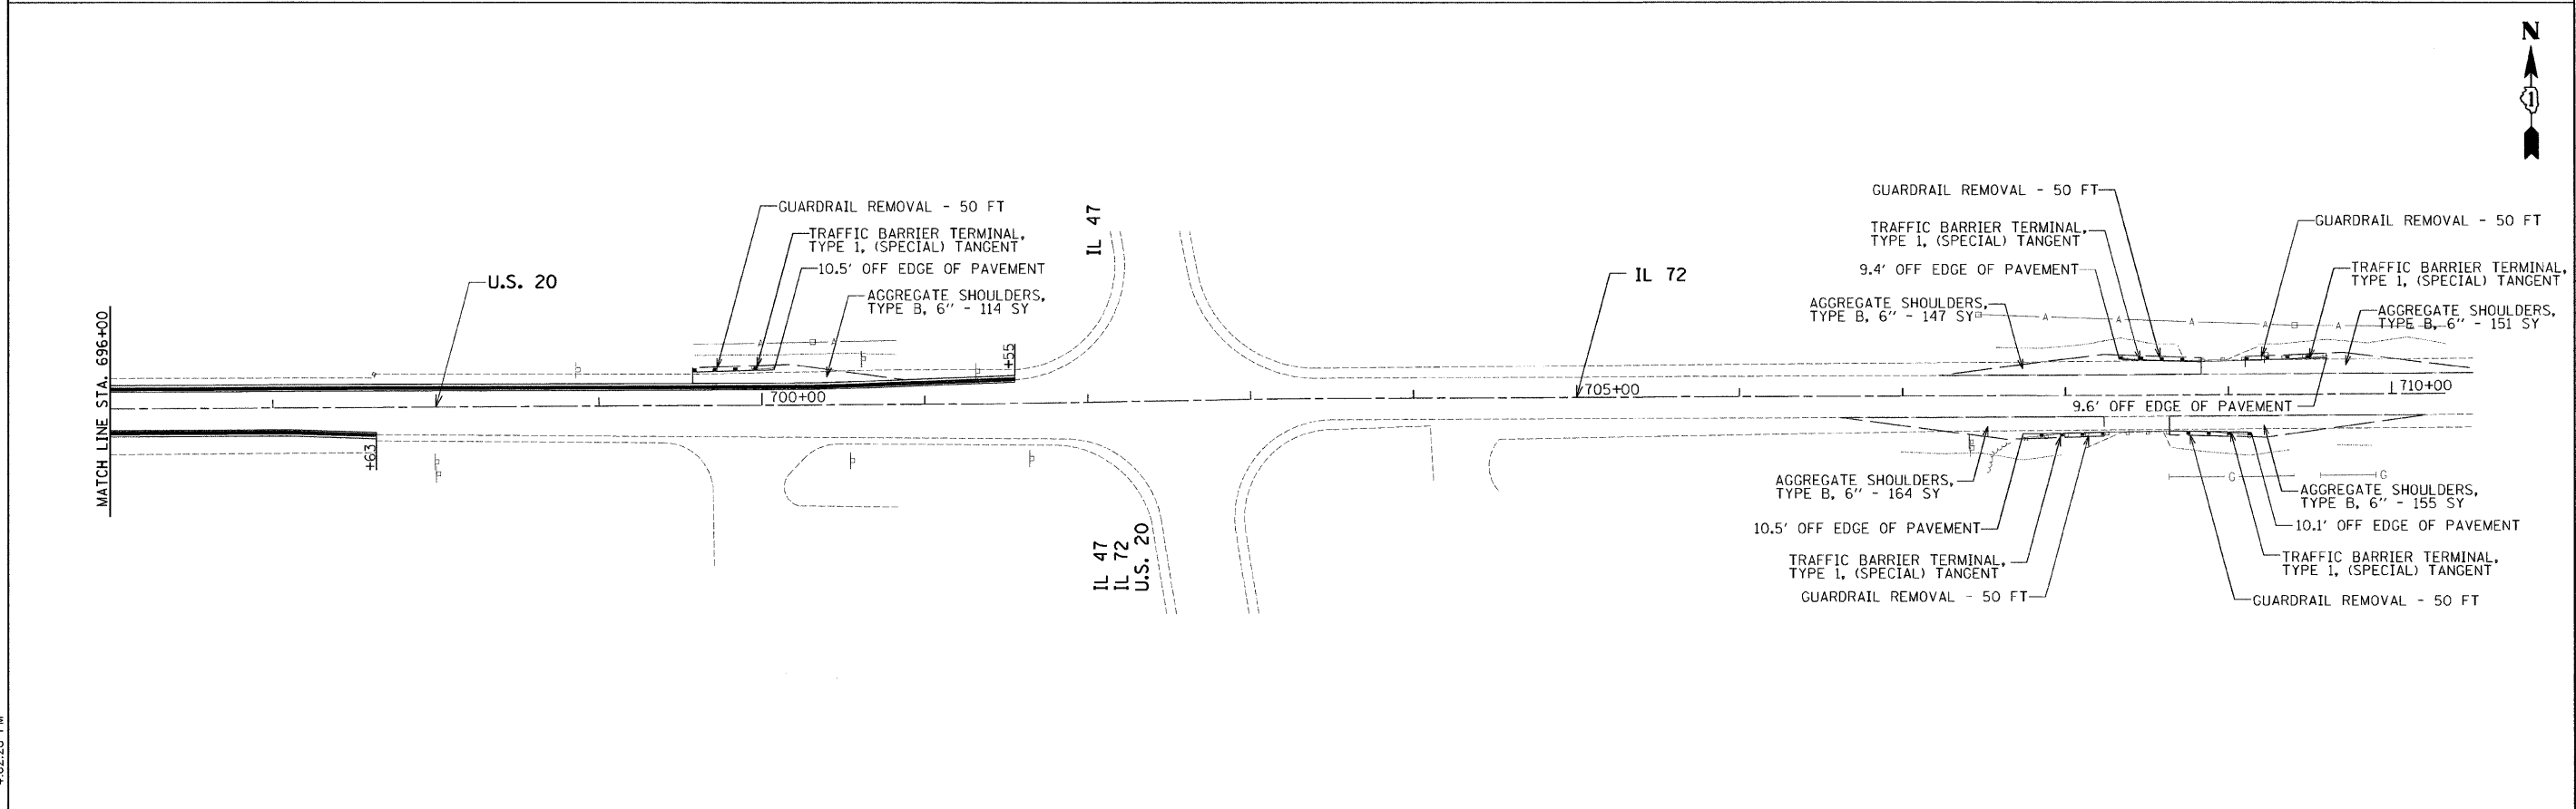 N
1
GUARDRAIL REMOVAL - 50 FT
TRAFFIC BARRIER TERMINAL,
TYPE 1, (SPECIAL) TANGENT
10.5' OFF EDGE OF PAVEMENT
AGGREGATE SHOULDERS,
TYPE B, 6" - 114 SY
U.S. 20
MATCH LINE STA. 696+00
+63
+55
700+00
A
A
IL 47
IL 47
IL 72
U.S. 20
IL 72
705+00
GUARDRAIL REMOVAL - 50 FT
TRAFFIC BARRIER TERMINAL,
TYPE 1, (SPECIAL) TANGENT
9.4' OFF EDGE OF PAVEMENT
AGGREGATE SHOULDERS,
TYPE B, 6" - 147 SY
A
A
A
A
A
GUARDRAIL REMOVAL - 50 FT
TRAFFIC BARRIER TERMINAL,
TYPE 1, (SPECIAL) TANGENT
AGGREGATE SHOULDERS,
TYPE B, 6" - 151 SY
710+00
9.6' OFF EDGE OF PAVEMENT
AGGREGATE SHOULDERS,
TYPE B, 6" - 164 SY
10.5' OFF EDGE OF PAVEMENT
TRAFFIC BARRIER TERMINAL,
TYPE 1, (SPECIAL) TANGENT
GUARDRAIL REMOVAL - 50 FT
G
G
AGGREGATE SHOULDERS,
TYPE B, 6" - 155 SY
10.1' OFF EDGE OF PAVEMENT
TRAFFIC BARRIER TERMINAL,
TYPE 1, (SPECIAL) TANGENT
GUARDRAIL REMOVAL - 50 FT